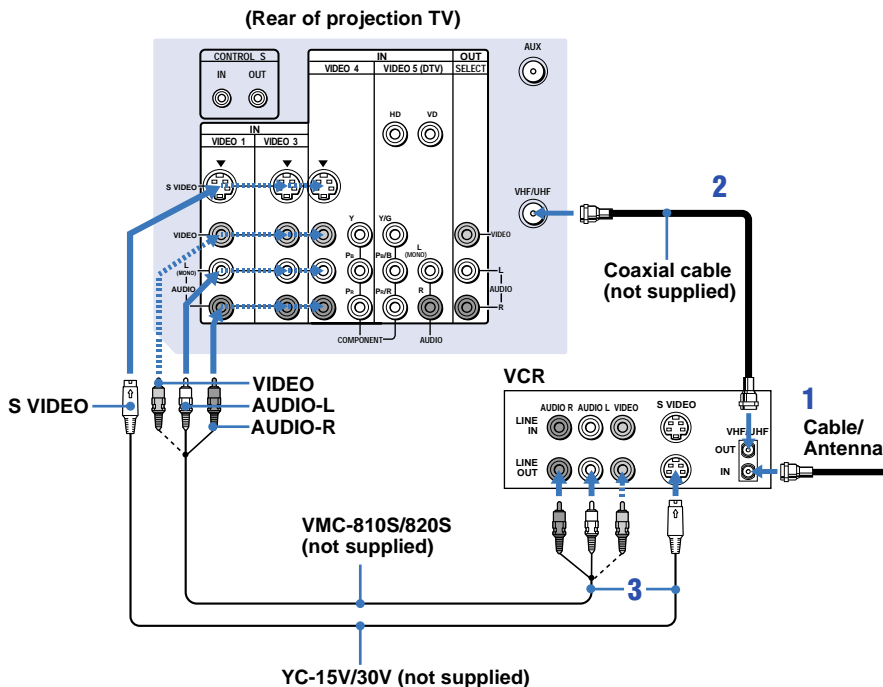 (Rear of projection TV)
CONTROL S
IN OUT
IN
VIDEO 4 VIDEO 5 (DTV)
OUT
SELECT
AUX
HD VD
IN
VIDEO 1 VIDEO 3
S VIDEO
VIDEO
L
(MONO)
AUDIO
R
Y Y/G
PB PB/B
PR PR/R
L
(MONO)
R
COMPONENT AUDIO
VIDEO
L
AUDIO
R
VHF/UHF
2
Coaxial cable
(not supplied)
S VIDEO
VIDEO
AUDIO-L
AUDIO-R
VCR
AUDIO R AUDIO L VIDEO S VIDEO
LINE
IN
LINE
OUT
VHF/UHF
OUT
IN
1
Cable/
Antenna
VMC-810S/820S
(not supplied)
3
YC-15V/30V (not supplied)